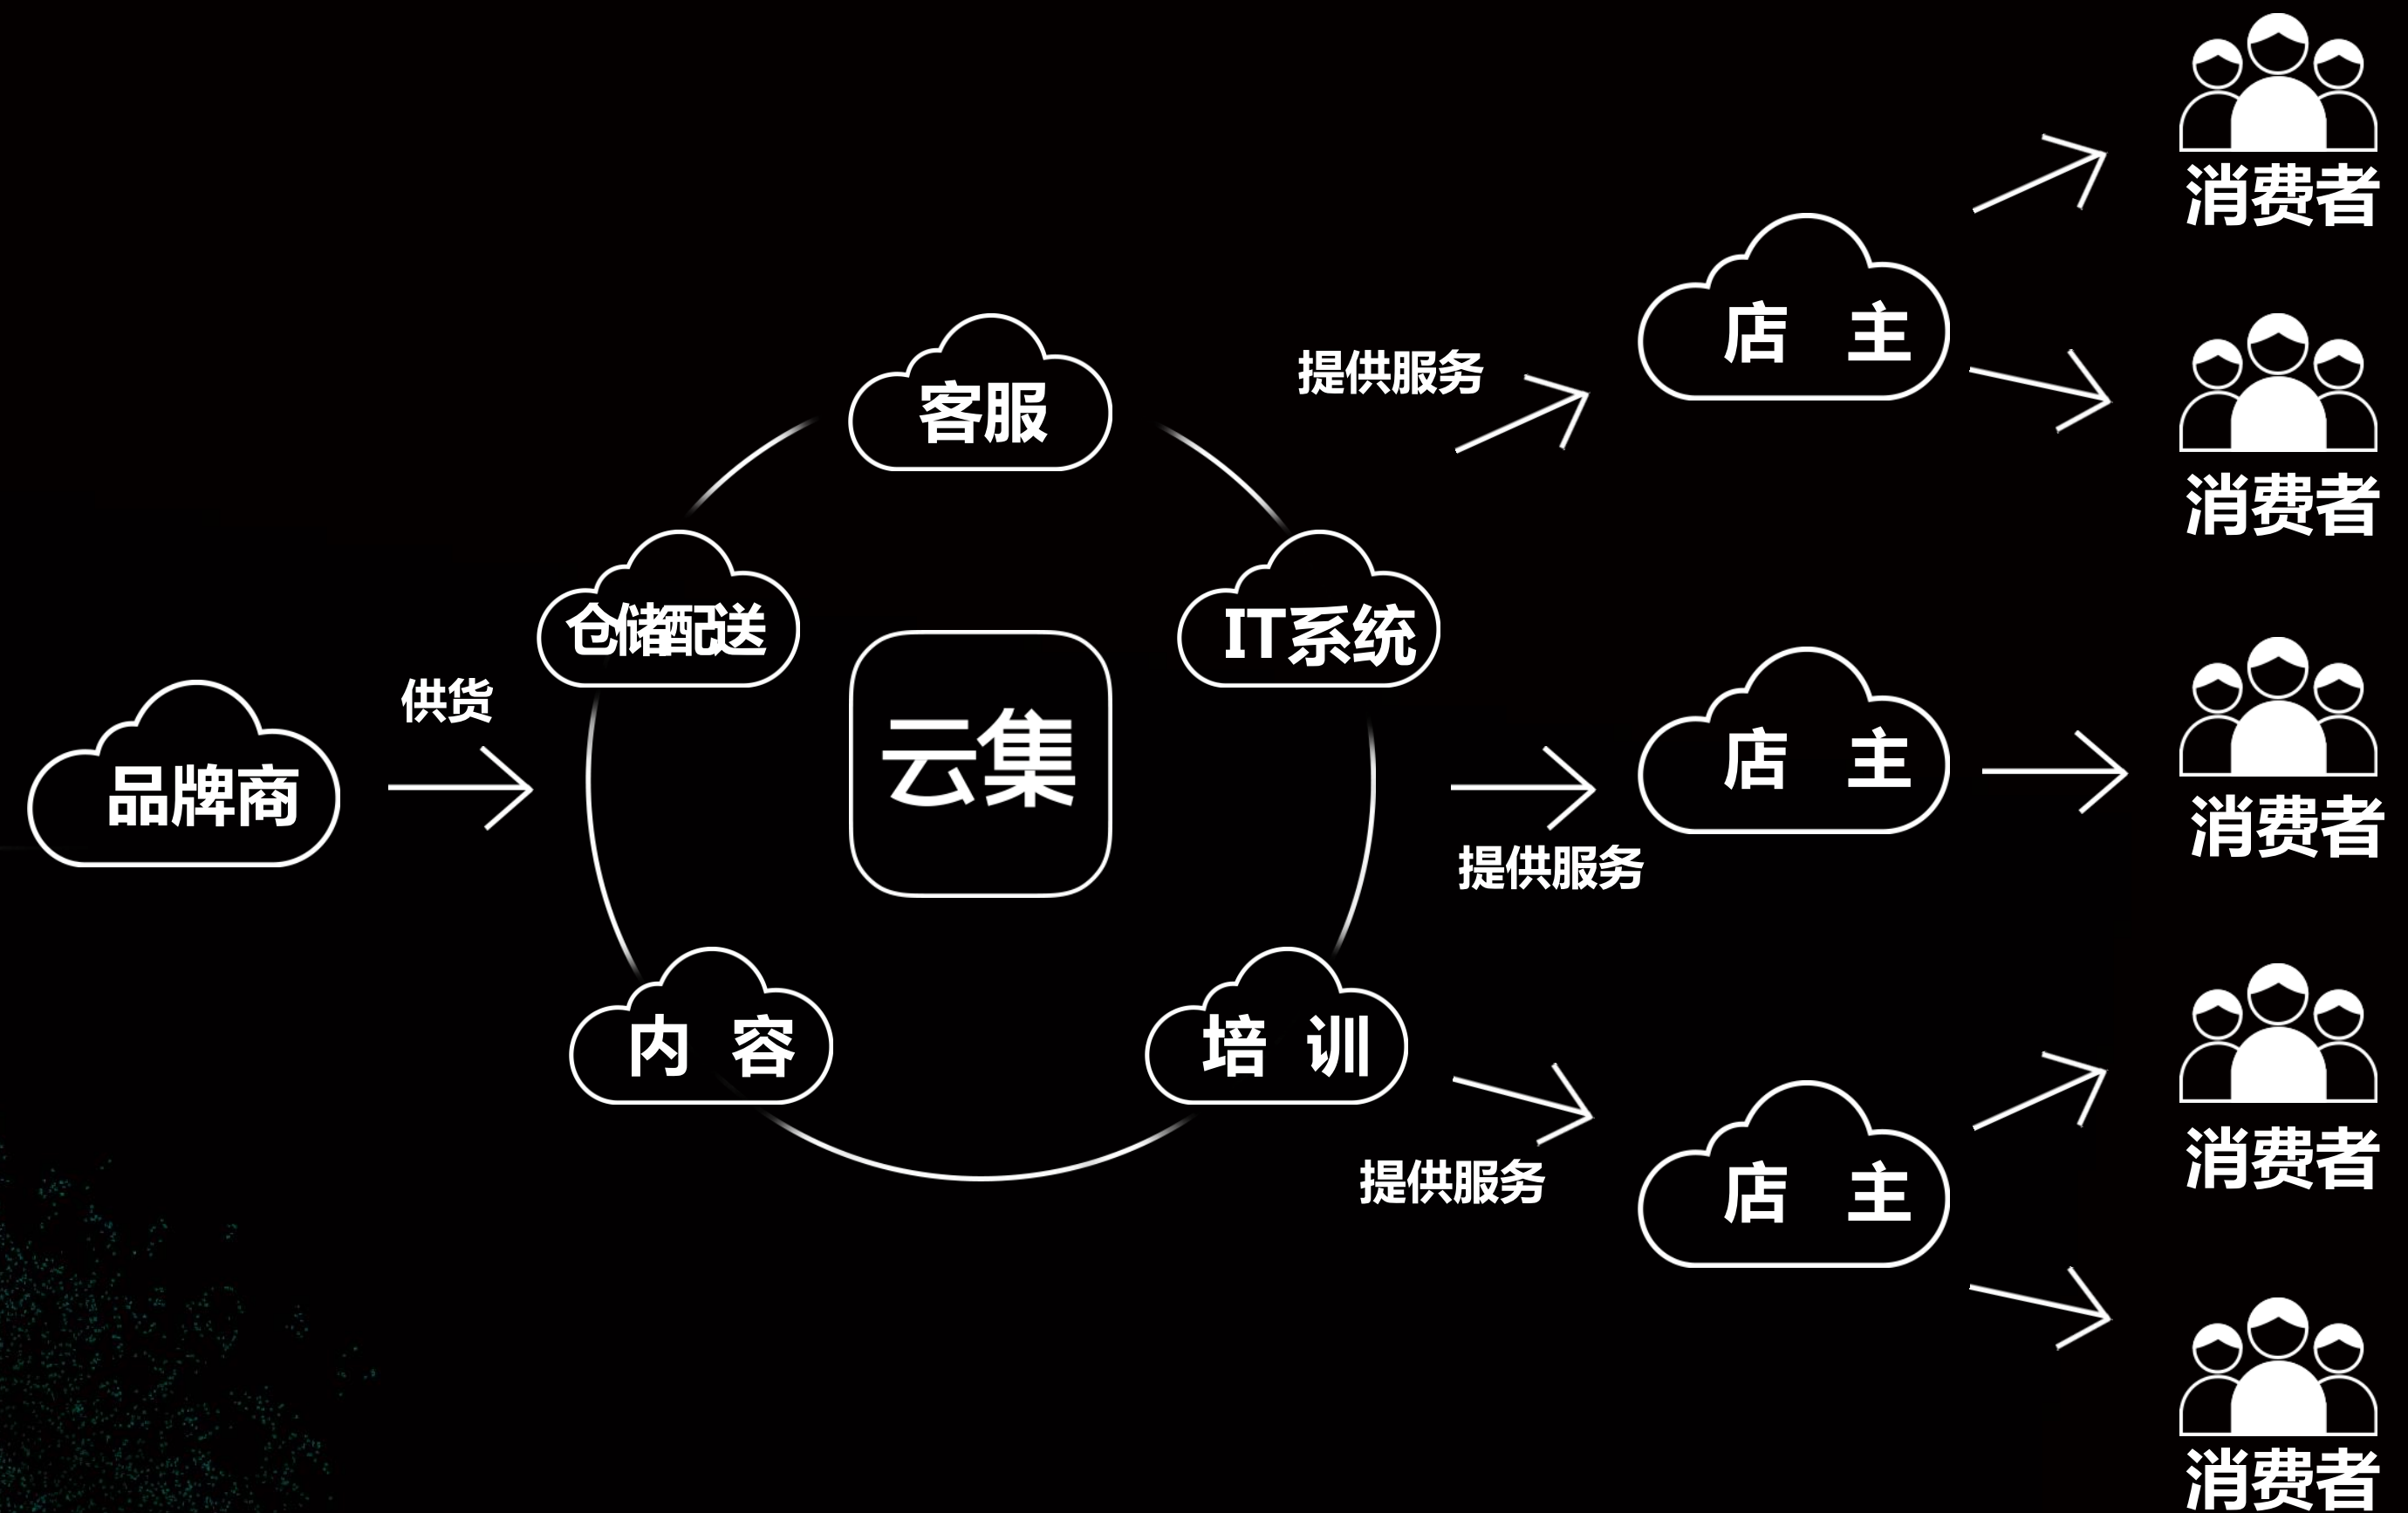 消费者
店 主
提供服务
客服
消费者
仓储配送
IT系统
供货
云集
品牌商
店 主
消费者
提供服务
内 容
培 训
提供服务
店 主
消费者
消费者